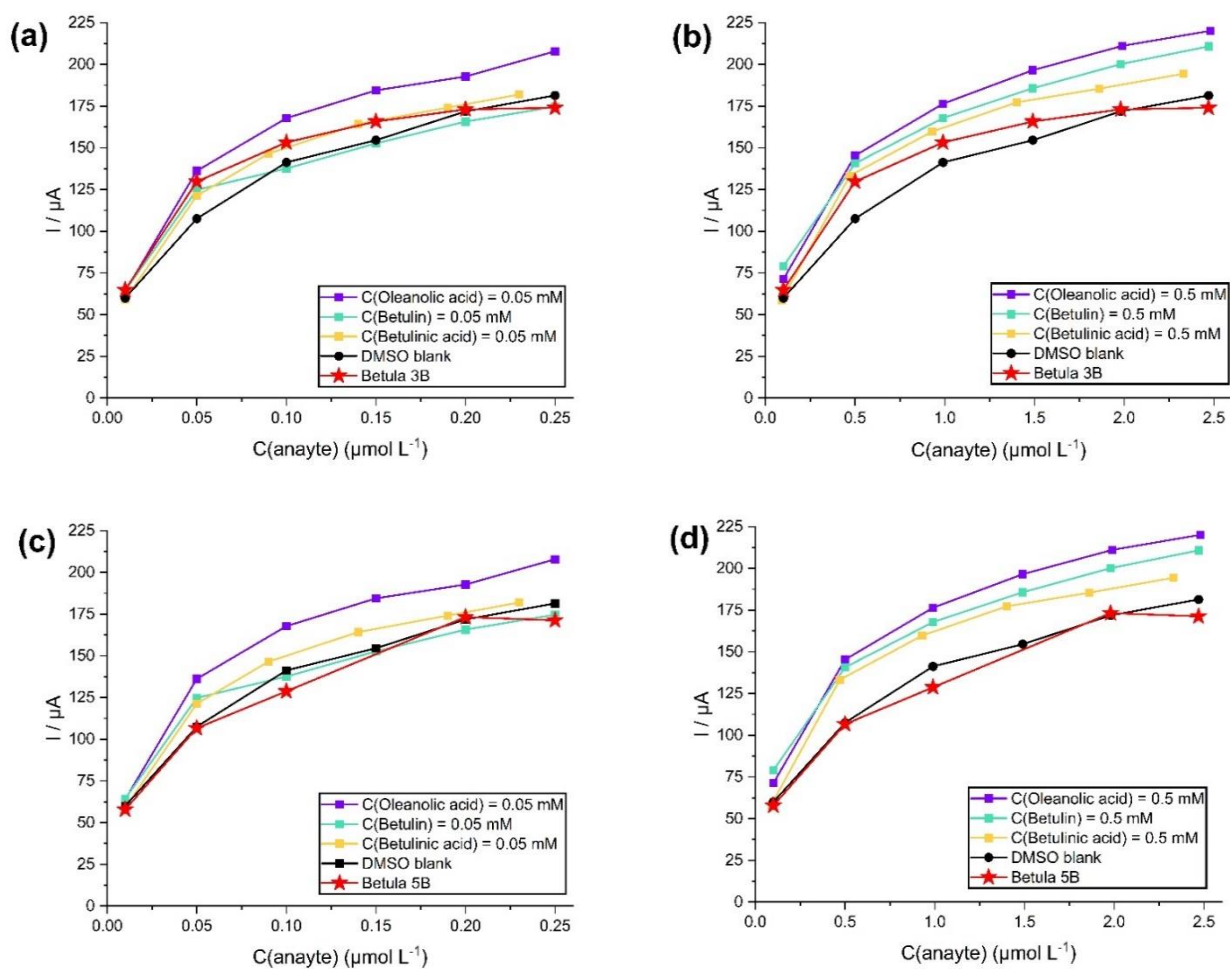 (a)
225
200
175
150
125
100
75
50
25
0
I / µA
0.00 0.05 0.10 0.15 0.20 0.25
C(anayte) (µmol L-1)
C(Oleanolic acid) = 0.05 mM
C(Betulin) = 0.05 mM
C(Betulinic acid) = 0.05 mM
DMSO blank
Betula 3B
(b)
225
200
175
150
125
100
75
50
25
0
I / µA
0.0 0.5 1.0 1.5 2.0 2.5
C(anayte) (µmol L-1)
C(Oleanolic acid) = 0.5 mM
C(Betulin) = 0.5 mM
C(Betulinic acid) = 0.5 mM
DMSO blank
Betula 3B
(c)
225
200
175
150
125
100
75
50
25
0
I / µA
0.00 0.05 0.10 0.15 0.20 0.25
C(anayte) (µmol L-1)
C(Oleanolic acid) = 0.05 mM
C(Betulin) = 0.05 mM
C(Betulinic acid) = 0.05 mM
DMSO blank
Betula 5B
(d)
225
200
175
150
125
100
75
50
25
0
I / µA
0.0 0.5 1.0 1.5 2.0 2.5
C(anayte) (µmol L-1)
C(Oleanolic acid) = 0.5 mM
C(Betulin) = 0.5 mM
C(Betulinic acid) = 0.5 mM
DMSO blank
Betula 5B